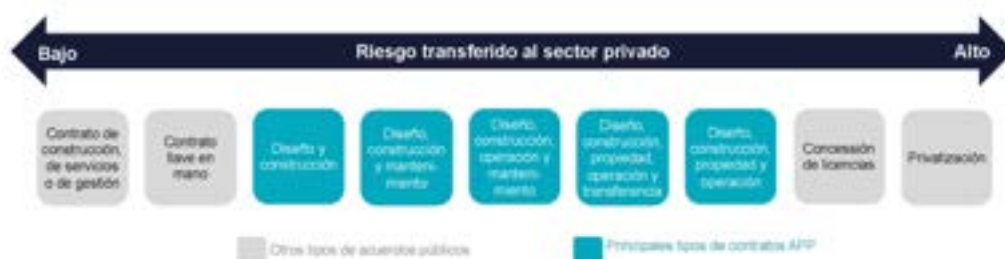 Bajo Riesgo transferido al sector privado Alto
Contrato de
construcción,
de servicios
o de gestión
Contrato
llave en
mano
Diseño y
construcción
Diseño,
construcción
y manteni-
miento
Diseño,
construcción,
operación y
manteni-
miento
Diseño,
construcción,
propiedad,
operación y
transferencia
Diseño,
construcción,
propiedad y
operación
Concessión
de licencias
Privatización
Otros tipos de acuerdos públicos
Principales tipos de contratos APP